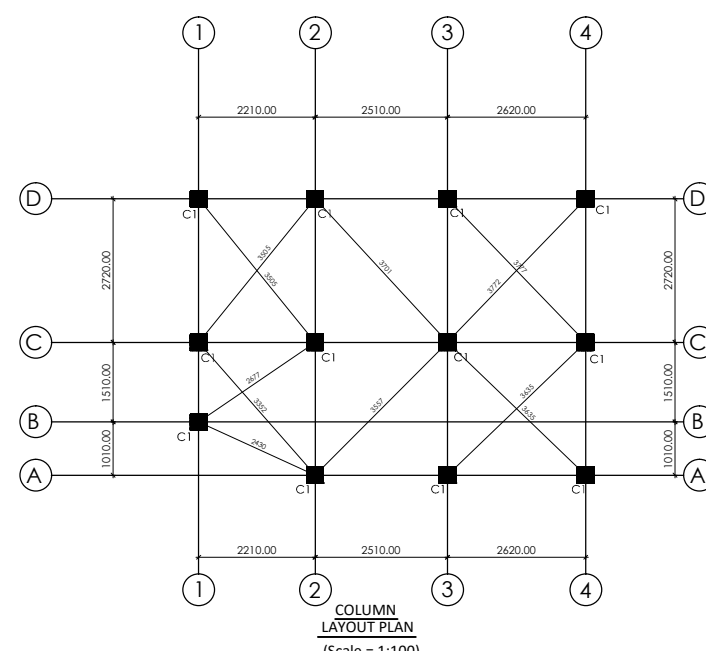 1 2 3 4
2210.00 2510.00 2620.00
D D
C1 C1 C1 C1
2720.00 2720.00
3505 3505 3701 3772 3777
C C
C1 C1 C1 C1
1510.00 1510.00
2677 3352 3557 3635 3635
B B
C1
1010.00 2430 1010.00
A A
C1 C1 C1
2210.00 2510.00 2620.00
1 2 3 4
COLUMN
LAYOUT PLAN
(Scale = 1:100)